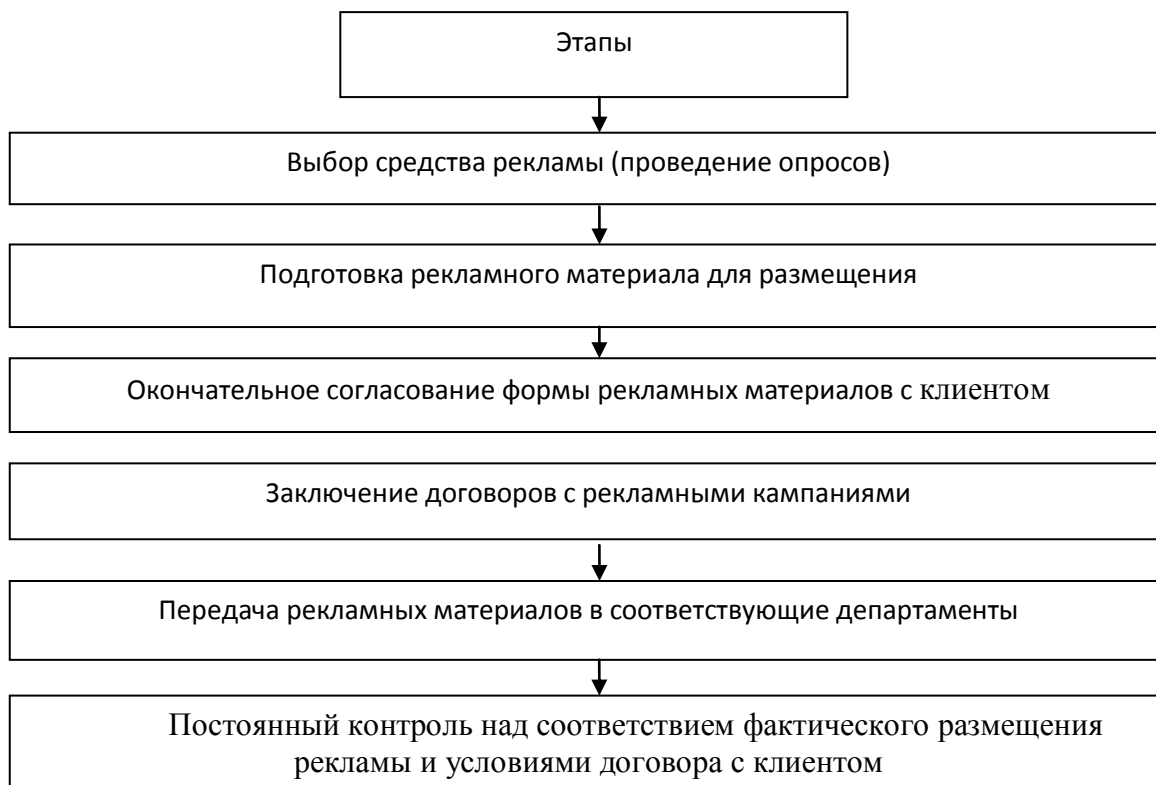 Этапы
Выбор средства рекламы (проведение опросов)
Подготовка рекламного материала для размещения
Окончательное согласование формы рекламных материалов с клиентом
Заключение договоров с рекламными кампаниями
Передача рекламных материалов в соответствующие департаменты
Постоянный контроль над соответствием фактического размещения
рекламы и условиями договора с клиентом